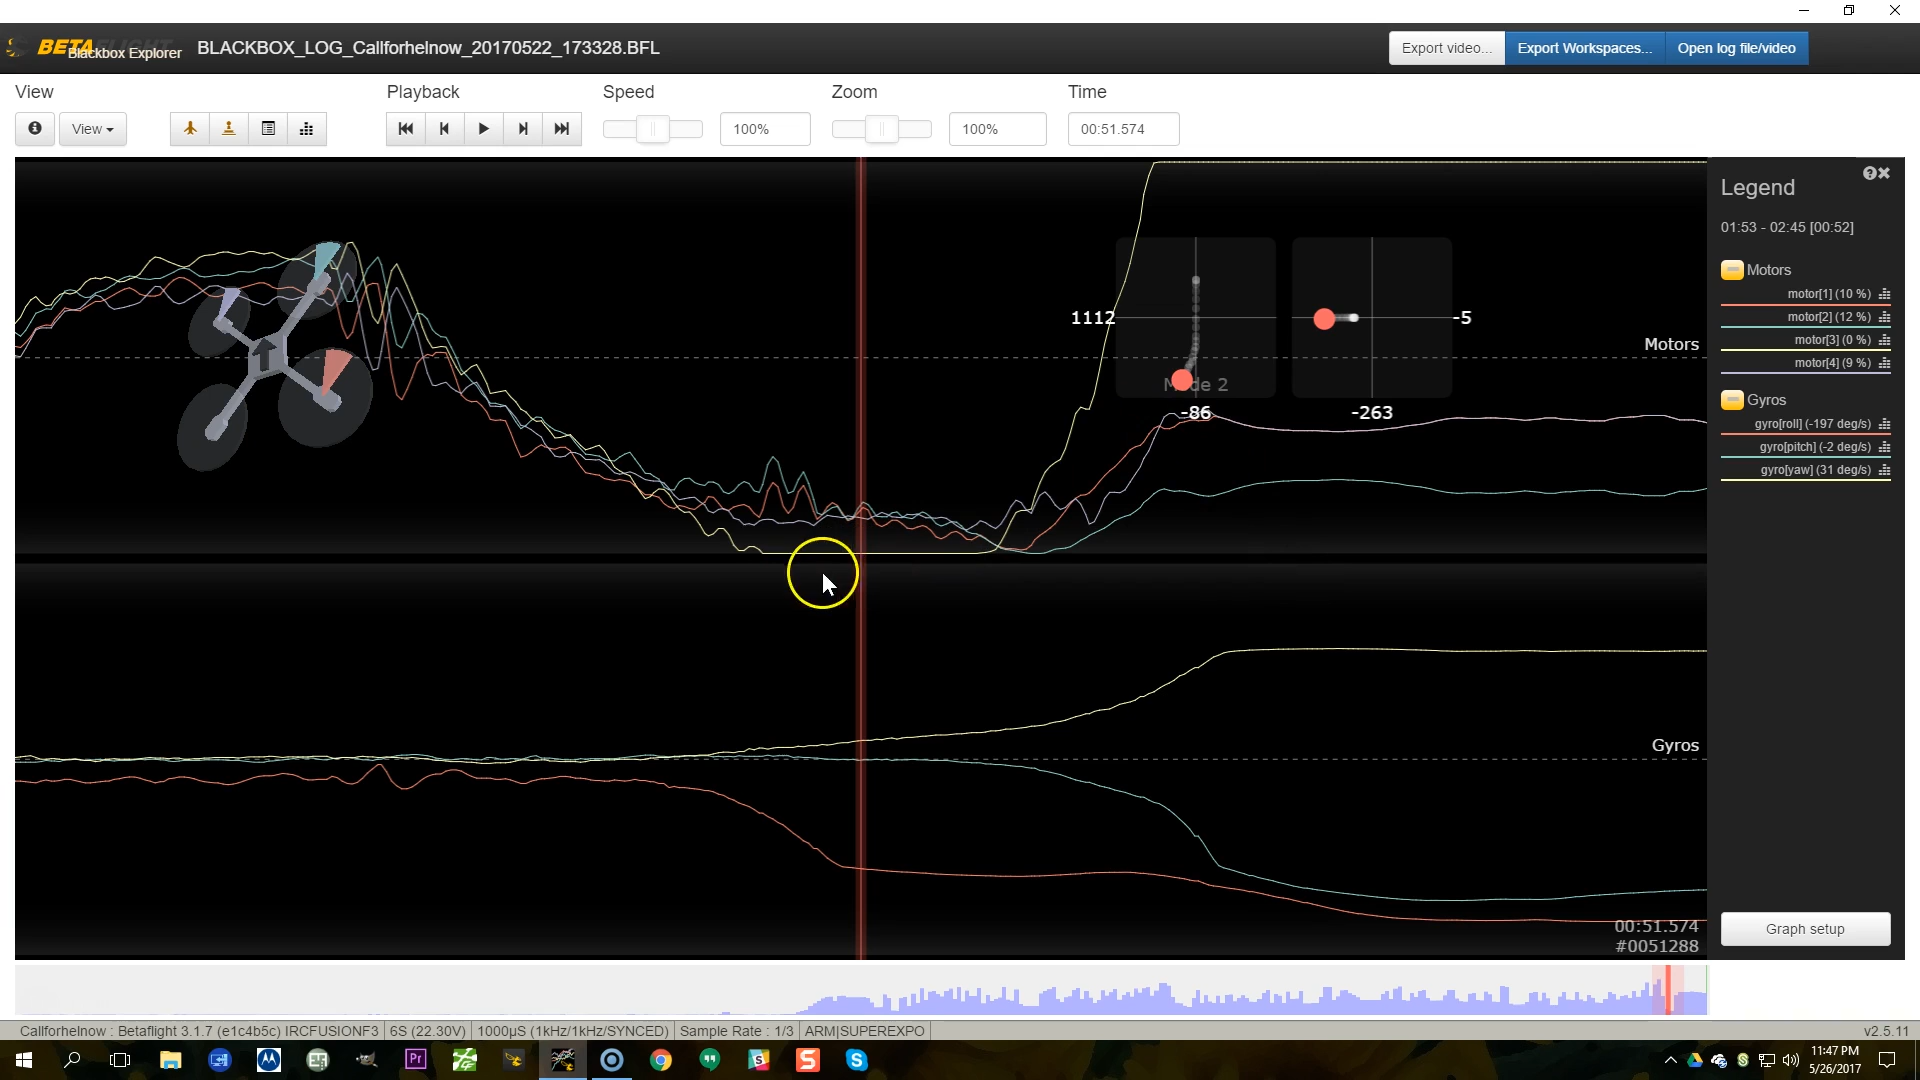 BETAFLIGHT
Blackbox Explorer
BLACKBOX_LOG_Callforhelnow_20170522_173328.BFL
Export video...
Export Workspaces...
Open log file/video
View
Playback
Speed
Zoom
Time
View
100%
100%
00:51.574
Legend
01:53 - 02:45 [00:52]
Motors
motor[1] (10 %)
motor[2] (12 %)
motor[3] (0 %)
motor[4] (9 %)
Gyros
gyro[roll] (-197 deg/s)
gyro[pitch] (-2 deg/s)
gyro[yaw] (31 deg/s)
1112
-5
Mode 2
-86
-263
Motors
Gyros
00:51.574
#0051288
Graph setup
Callforhelnow : Betaflight 3.1.7 (e1c4b5c) IRCFUSIONF3 6S (22.30V) 1000µS (1kHz/1kHz/SYNCED) Sample Rate : 1/3 ARM|SUPEREXPO
v2.5.11
Pr
11:47 PM
5/26/2017